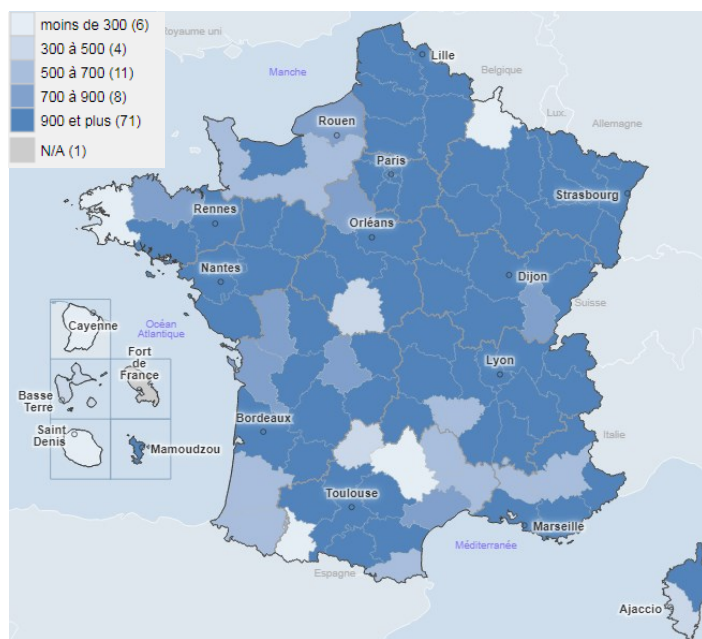 moins de 300 (6)
300 à 500 (4)
500 à 700 (11)
700 à 900 (8)
900 et plus (71)
N/A (1)
Royaume uni
Lille
Manche
Belgique
Lux.
Allemagne
Rouen
Paris
Strasbourg
Rennes
Orléans
Nantes
Dijon
Suisse
Cayenne
Océan
Atlantique
Fort
de
France
Lyon
Basse
Terre
Bordeaux
Saint
Denis
Mamoudzou
Italie
Toulouse
Marseille
Méditerranée
Espagne
Ajaccio